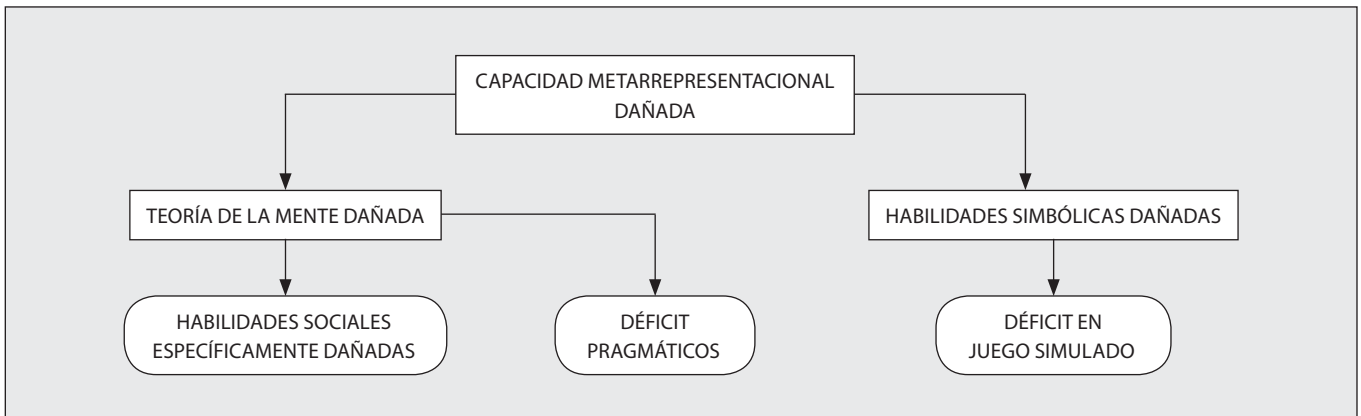 CAPACIDAD METARREPRESENTACIONAL
DAÑADA
TEORÍA DE LA MENTE DAÑADA
HABILIDADES SIMBÓLICAS DAÑADAS
HABILIDADES SOCIALES
ESPECÍFICAMENTE DAÑADAS
DÉFICIT
PRAGMÁTICOS
DÉFICIT EN
JUEGO SIMULADO